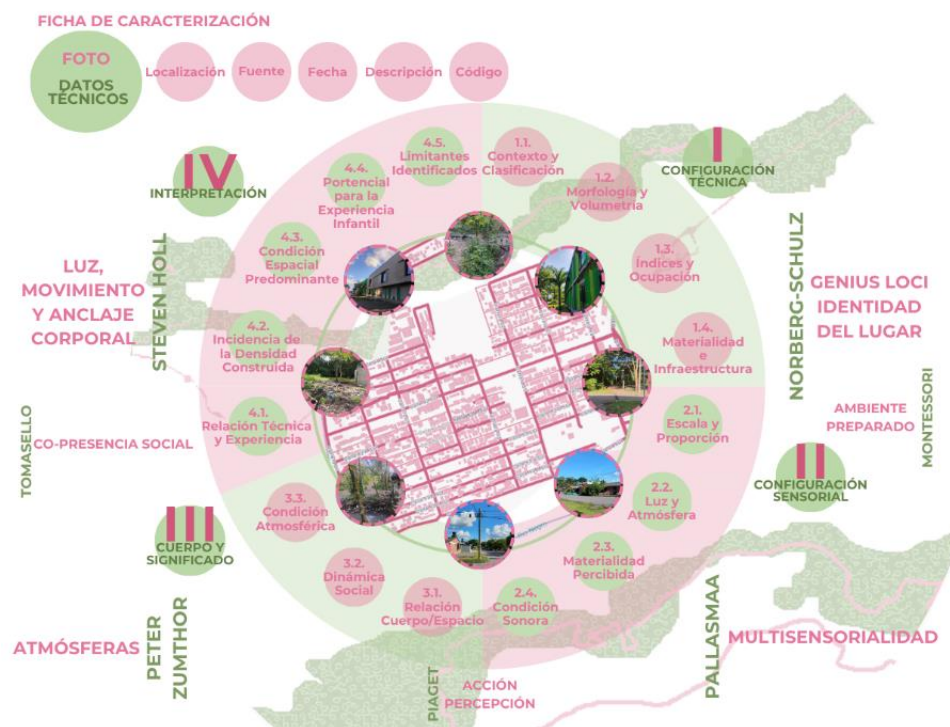 FICHA DE CARACTERIZACIÓN
FOTO
DATOS
TÉCNICOS
Localización
Fuente
Fecha
Descripción
Código
I
CONFIGURACIÓN
TÉCNICA
1.1.
Contexto y
Clasificación
1.2.
Morfología y
Volumetría
1.3.
Índices y
Ocupación
1.4.
Materialidad
e
Infraestructura
NORBERG-SCHULZ
GENIUS LOCI
IDENTIDAD
DEL LUGAR
MONTESSORI
AMBIENTE
PREPARADO
II
CONFIGURACIÓN
SENSORIAL
2.1.
Escala y
Proporción
2.2.
Luz y
Atmósfera
2.3.
Materialidad
Percibida
2.4.
Condición
Sonora
PALLASMAA
MULTISENSORIALIDAD
PIAGET
ACCIÓN
PERCEPCIÓN
III
CUERPO Y
SIGNIFICADO
3.1.
Relación
Cuerpo/Espacio
3.2.
Dinámica
Social
3.3.
Condición
Atmosférica
PETER
ZUMTHOR
ATMÓSFERAS
TOMASELLO
CO-PRESENCIA SOCIAL
IV
INTERPRETACIÓN
4.1.
Relación Técnica
y Experiencia
4.2.
Incidencia de
la Densidad
Construida
4.3.
Condición
Espacial
Predominante
4.4.
Portencial
para la
Experiencia
Infantil
4.5.
Limitantes
Identificados
STEVEN HOLL
LUZ,
MOVIMIENTO
Y ANCLAJE
CORPORAL